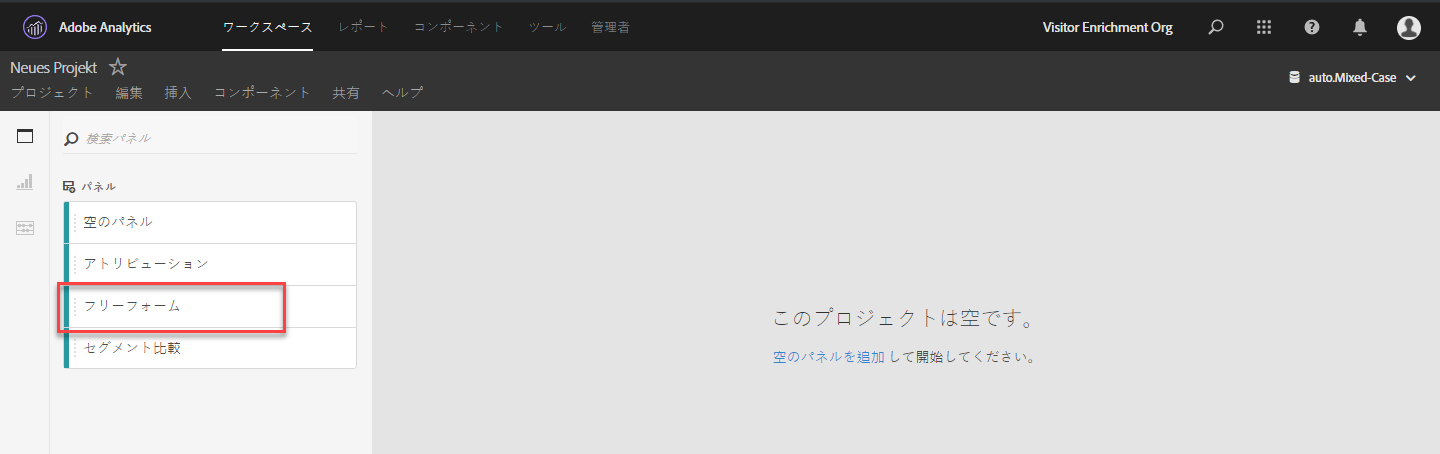 Adobe Analytics ワークスペース レポート コンポーネント ツール 管理者 Visitor Enrichment Org
Neues Projekt
auto.Mixed-Case
プロジェクト 編集 挿入 コンポーネント 共有 ヘルプ
検索パネル
パネル
空のパネル
アトリビューション
フリーフォーム
セグメント比較
このプロジェクトは空です。
空のパネルを追加 して開始してください。